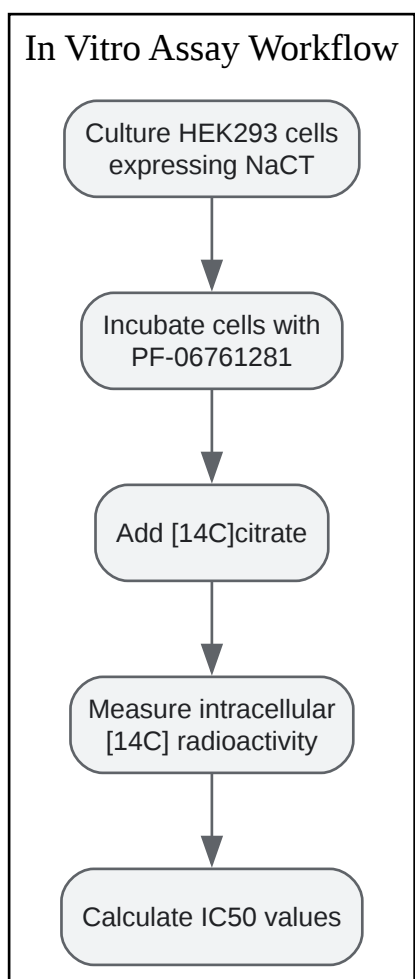 In Vitro Assay Workflow
Culture HEK293 cells
expressing NaCT
Incubate cells with
PF-06761281
Add [14C]citrate
Measure intracellular
[14C] radioactivity
Calculate IC50 values